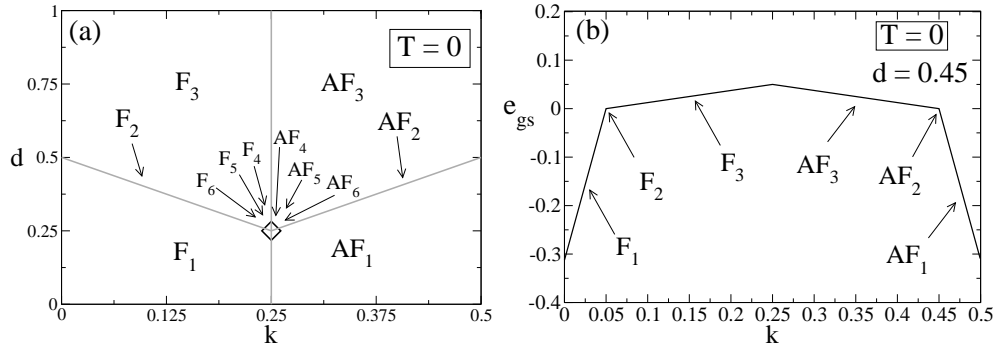 (a)
T = 0
1
0.75
0.5
0.25
0
d
F₃
AF₃
F₂
AF₂
F₄
AF₄
F₅
AF₅
F₆
AF₆
F₁
AF₁
0
0.125
0.25
0.375
0.5
k
(b)
T = 0
d = 0.45
0.2
0.1
0
-0.1
-0.2
-0.3
-0.4
e_gs
F₂
F₃
AF₃
AF₂
F₁
AF₁
0
0.05
0.1
0.15
0.2
0.25
0.3
0.35
0.4
0.45
0.5
k